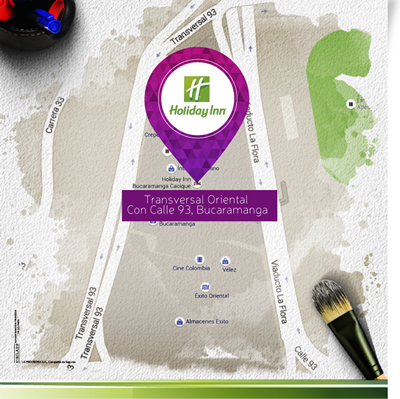 Transversal 93
Carrera 33
Holiday Inn
Viaducto La Flora
Holiday Inn
Bucaramanga Cacique
Transversal Oriental
Con Calle 93, Bucaramanga
Bucaramanga
Cine Colombia
Vélez
Éxito Oriental
Viaducto La Flora
Almacenes Éxito
Transversal 93
Transversal 93
Calle 93